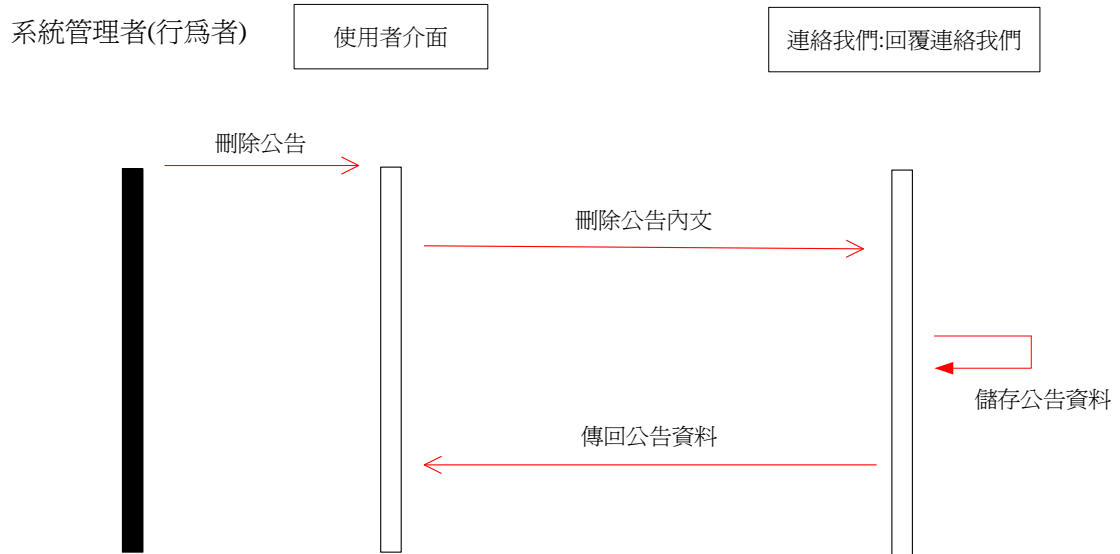 系統管理者(行為者)
使用者介面
連絡我們:回覆連絡我們
刪除公告
刪除公告內文
儲存公告資料
傳回公告資料